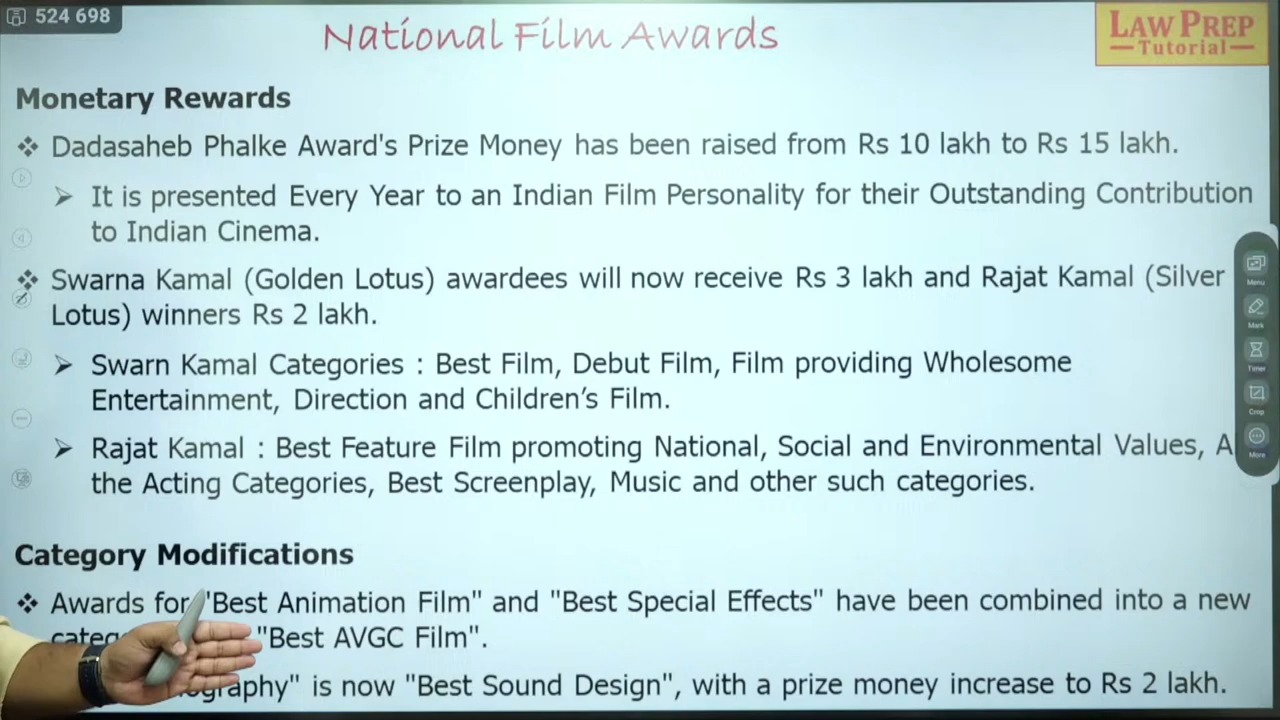 524 698
National Film Awards
LAW PREP
Tutorial
Monetary Rewards
❖ Dadasaheb Phalke Award's Prize Money has been raised from Rs 10 lakh to Rs 15 lakh.
➢ It is presented Every Year to an Indian Film Personality for their Outstanding Contribution
to Indian Cinema.
❖ Swarna Kamal (Golden Lotus) awardees will now receive Rs 3 lakh and Rajat Kamal (Silver
Lotus) winners Rs 2 lakh.
➢ Swarn Kamal Categories : Best Film, Debut Film, Film providing Wholesome
Entertainment, Direction and Children's Film.
➢ Rajat Kamal : Best Feature Film promoting National, Social and Environmental Values, A
the Acting Categories, Best Screenplay, Music and other such categories.
Category Modifications
❖ Awards for "Best Animation Film" and "Best Special Effects" have been combined into a new
"Best AVGC Film".
is now "Best Sound Design", with a prize money increase to Rs 2 lakh.
Menu
Mark
Timer
Crop
More